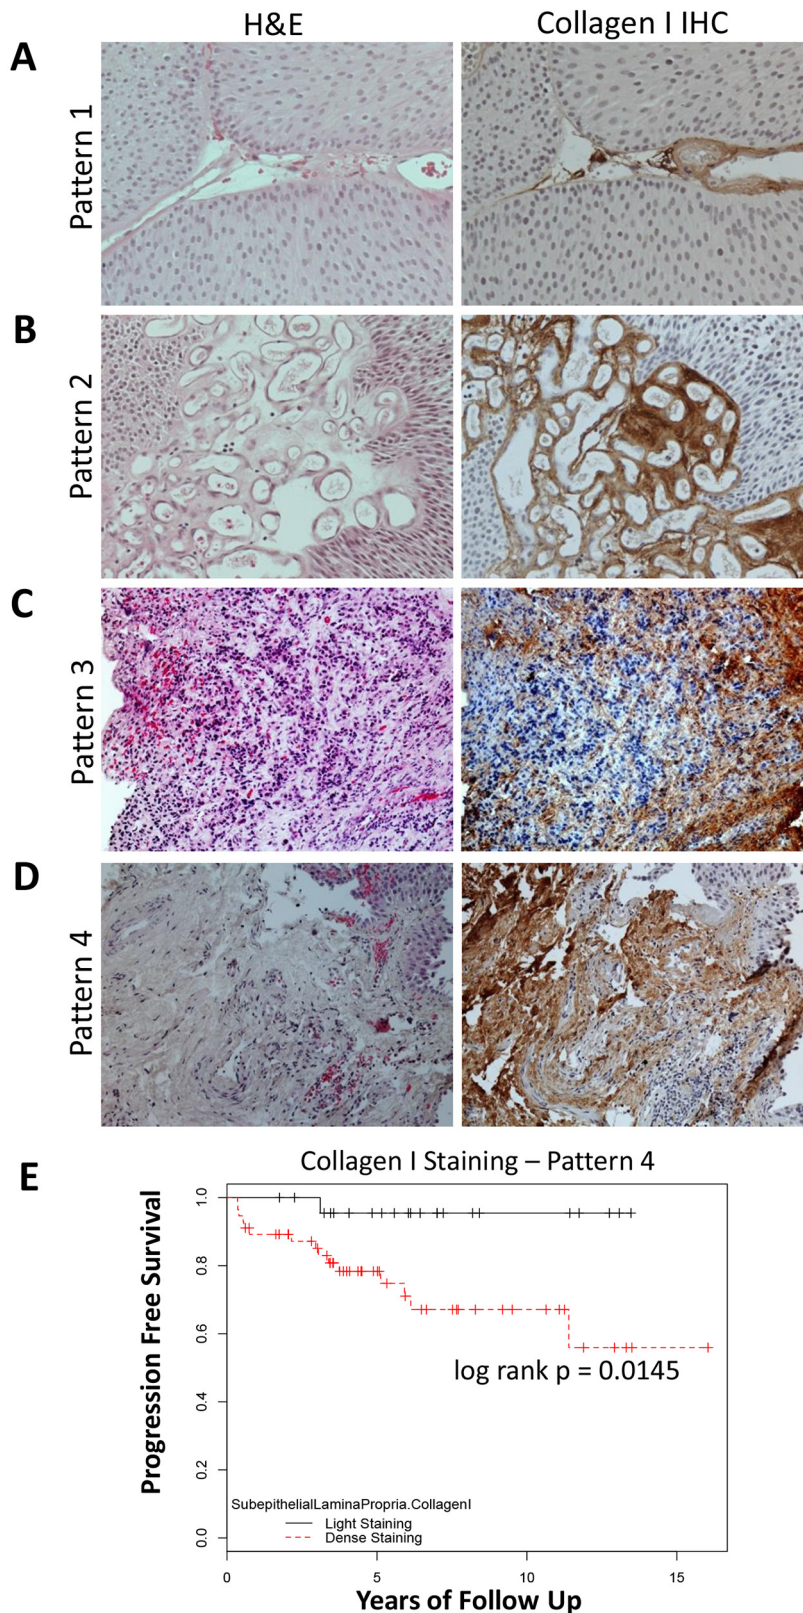 H&E
Collagen I IHC
A
Pattern 1
B
Pattern 2
C
Pattern 3
D
Pattern 4
E
Collagen I Staining – Pattern 4
Progression Free Survival
1.0
0.8
0.6
0.4
0.2
0.0
log rank p = 0.0145
SubepithelialLaminaPropria.CollagenI
Light Staining
Dense Staining
0
5
10
15
Years of Follow Up